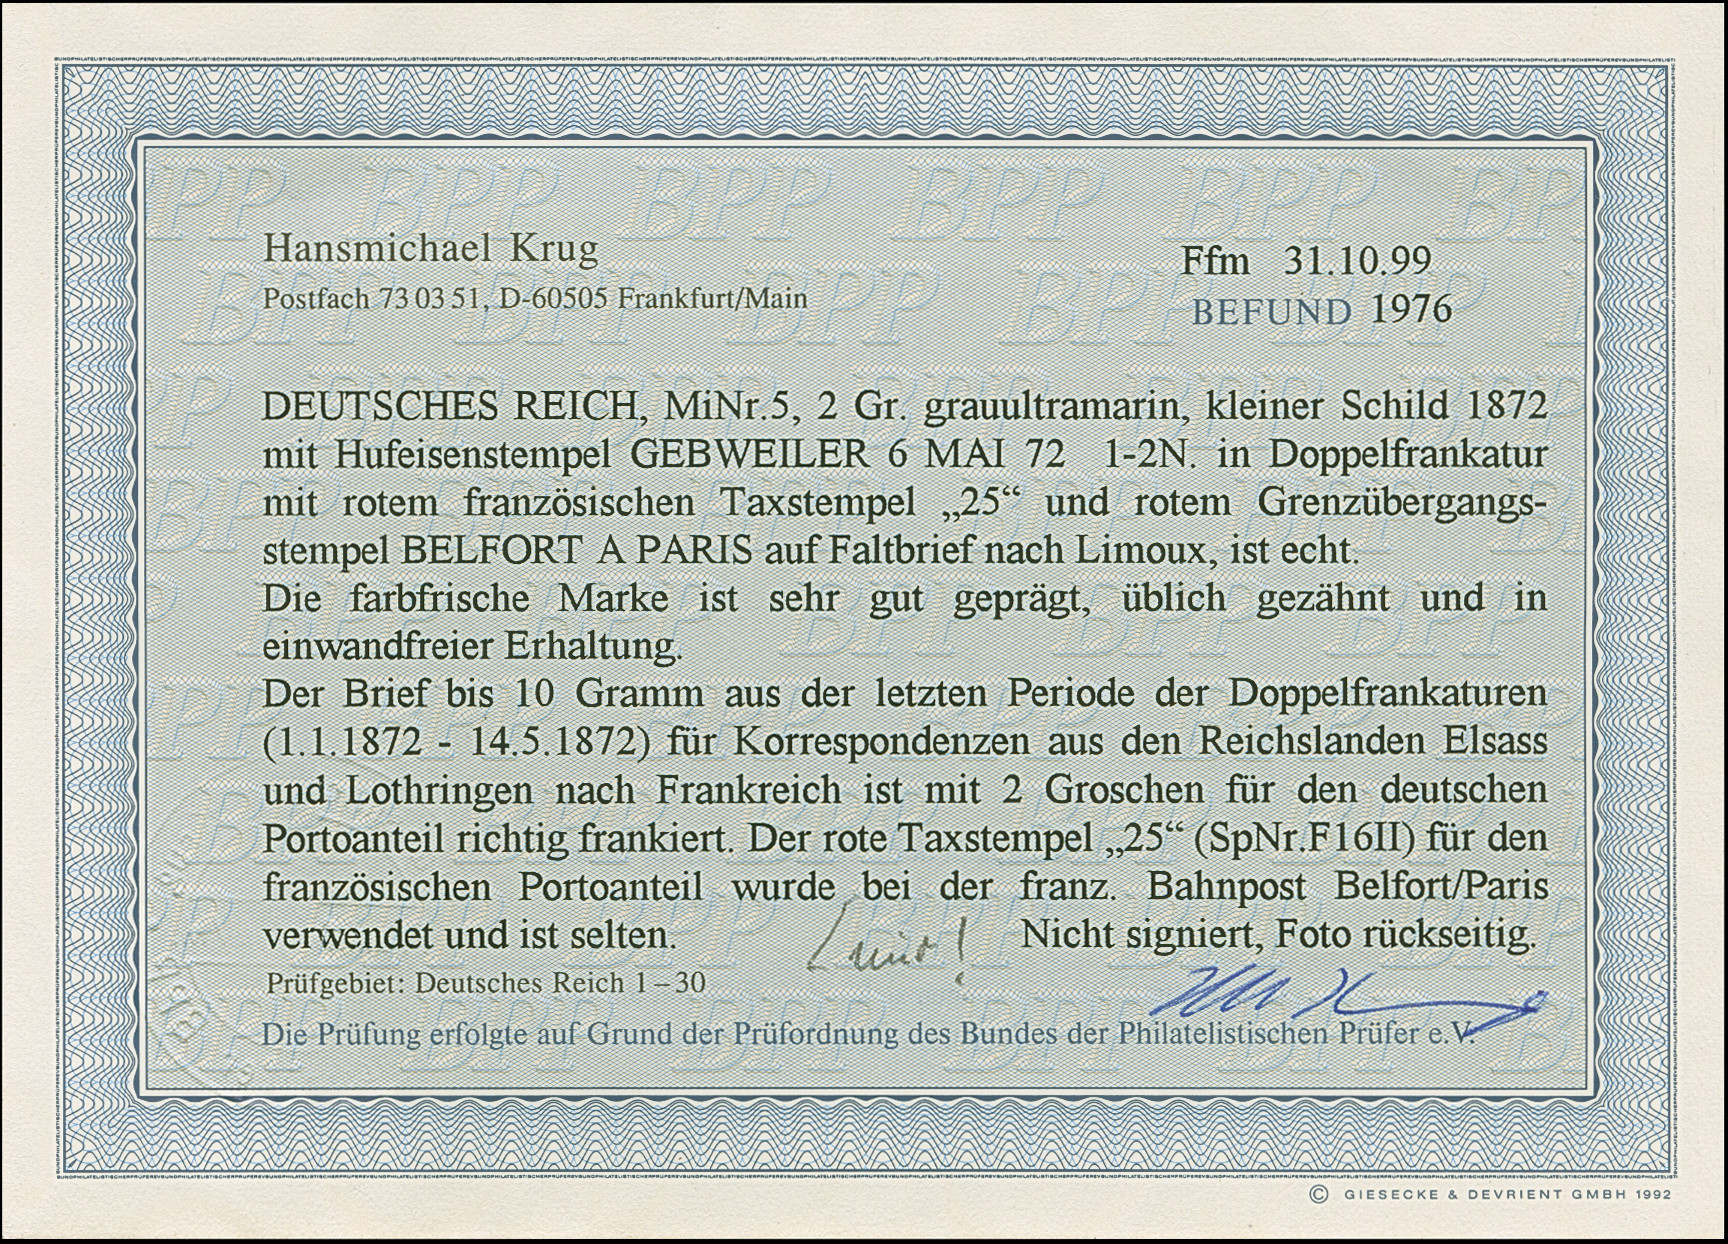 Hansmichael Krug
Postfach 73 03 51, D-60505 Frankfurt/Main
Ffm 31.10.99
BEFUND 1976
DEUTSCHES REICH, MiNr.5, 2 Gr. grauultramarin, kleiner Schild 1872
mit Hufeisenstempel GEBWEILER 6 MAI 72 1-2N. in Doppelfrankatur
mit rotem französischen Taxstempel „25“ und rotem Grenzübergangs-
stempel BELFORT A PARIS auf Faltbrief nach Limoux, ist echt.
Die farbfrische Marke ist sehr gut geprägt, üblich gezähnt und in
einwandfreier Erhaltung.
Der Brief bis 10 Gramm aus der letzten Periode der Doppelfrankaturen
(1.1.1872 - 14.5.1872) für Korrespondenzen aus den Reichslanden Elsass
und Lothringen nach Frankreich ist mit 2 Groschen für den deutschen
Portoanteil richtig frankiert. Der rote Taxstempel „25“ (SpNr.F16II) für den
französischen Portoanteil wurde bei der franz. Bahnpost Belfort/Paris
verwendet und ist selten. Nicht signiert, Foto rückseitig.
Prüfgebiet: Deutsches Reich 1 – 30
Die Prüfung erfolgte auf Grund der Prüfordnung des Bundes der Philatelistischen Prüfer e.V.
© GIESECKE & DEVRIENT GMBH 1992